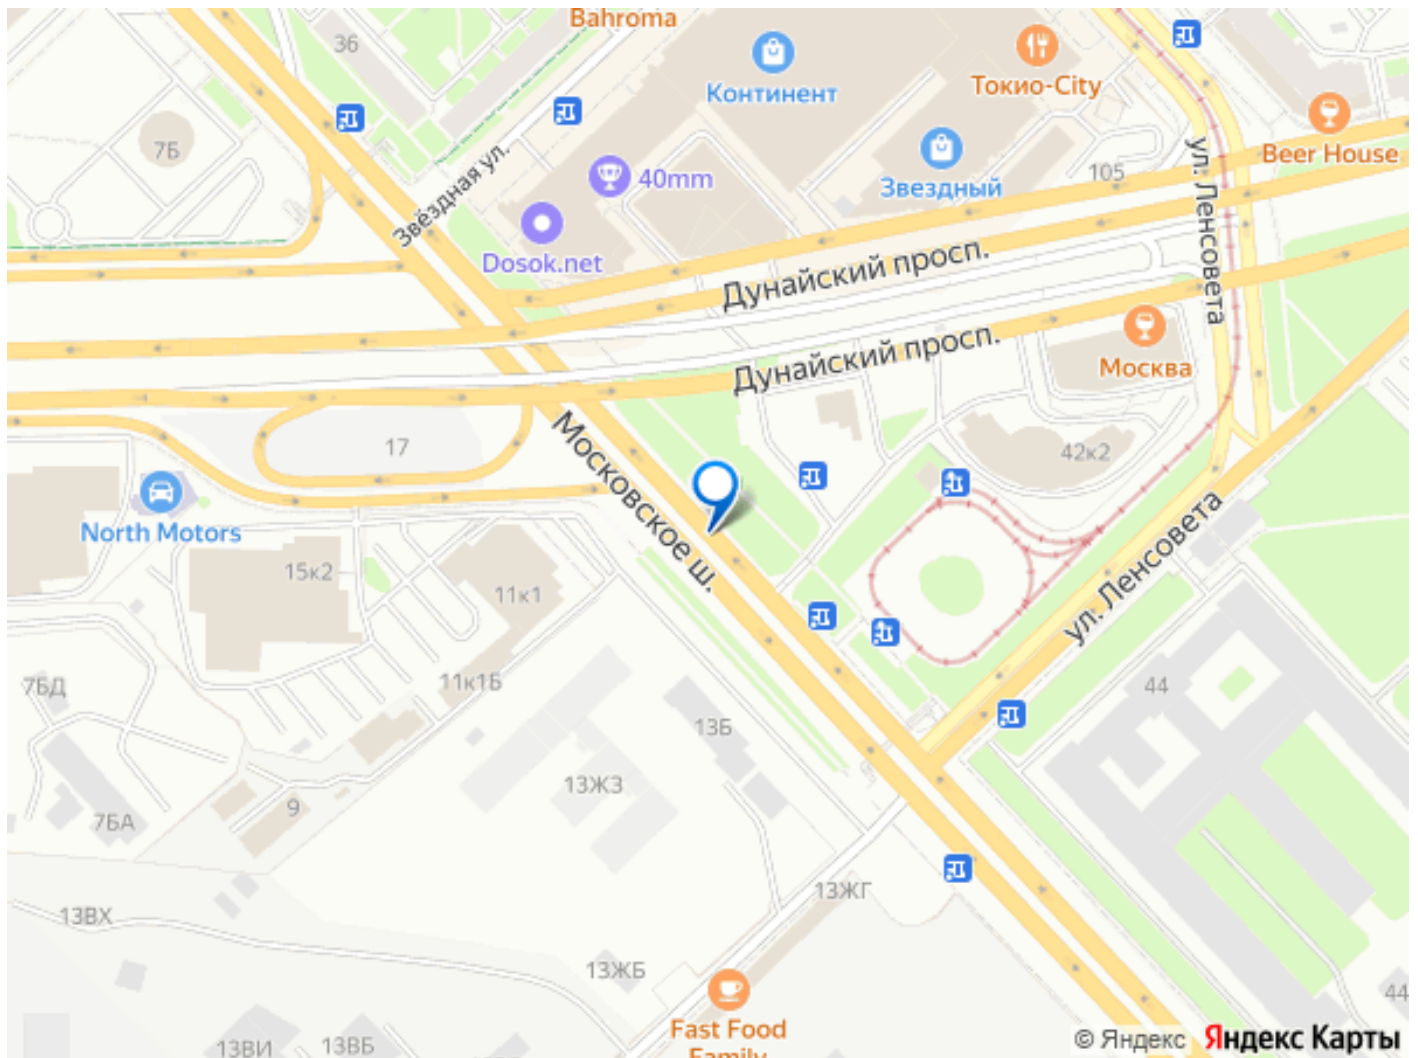 Bahroma
36
Континент
Токио-City
Beer House
7Б
Звёздная ул.
40mm
Звездный
105
ул. Ленсовета
Dosok.net
Дунайский просп.
Дунайский просп.
Москва
Московское ш.
17
42к2
North Motors
ул. Ленсовета
15к2
11к1
11к1Б
7БД
44
13Б
13ЖЗ
9
7БА
13ЖГ
13ВХ
13ЖБ
44
Fast Food
Family
13ВИ
13ВБ
© Яндекс Яндекс Карты